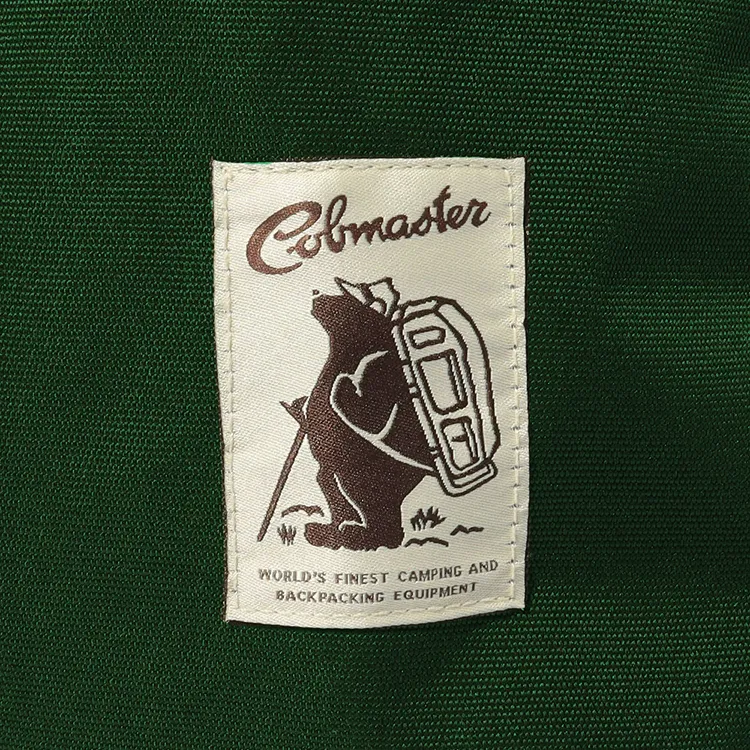 Cobmaster
WORLD'S FINEST CAMPING AND
BACKPACKING EQUIPMENT